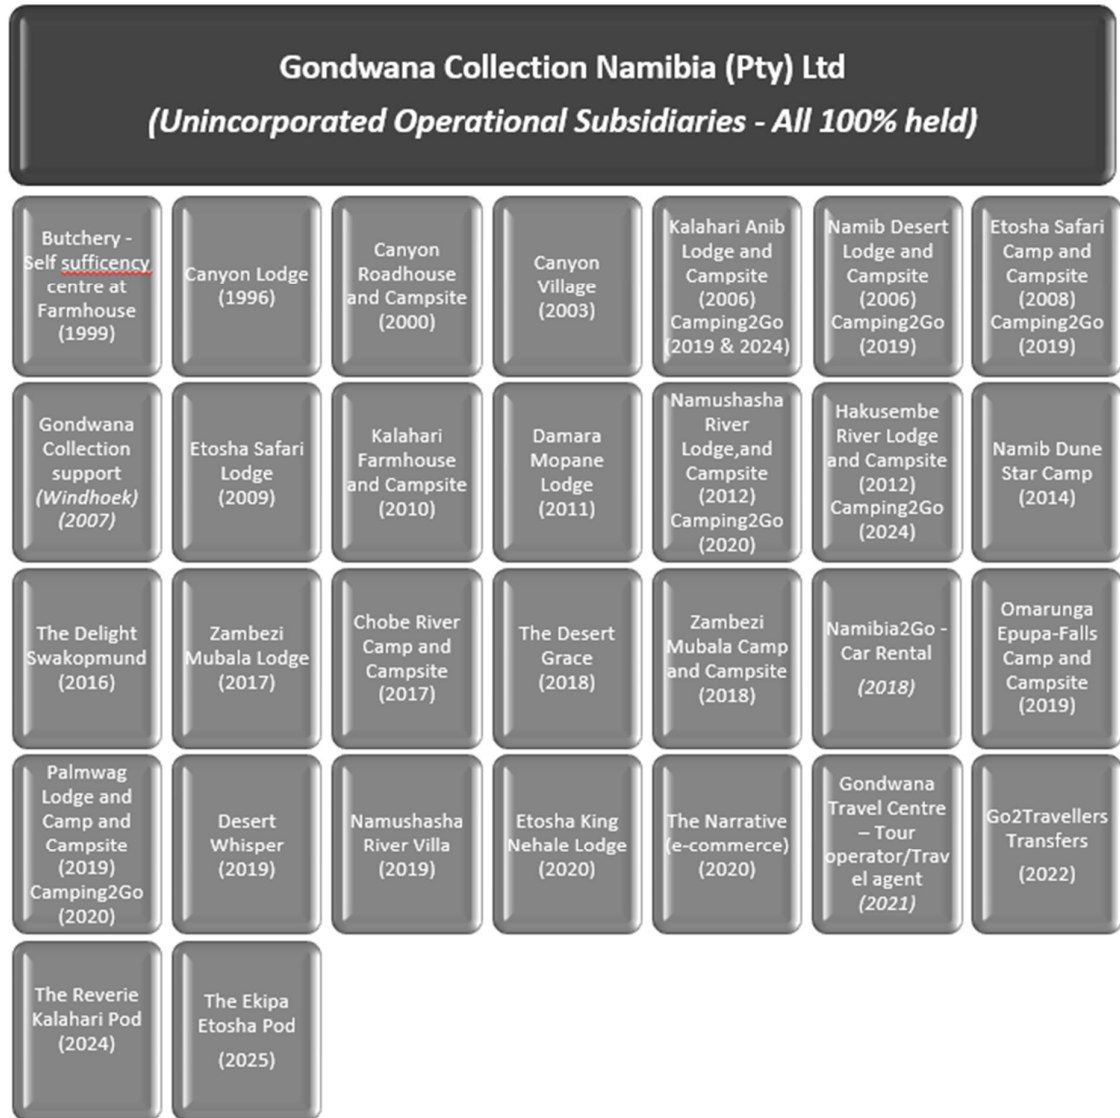 Gondwana Collection Namibia (Pty) Ltd
(Unincorporated Operational Subsidiaries - All 100% held)
Butchery -
Self sufficency
centre at
Farmhouse
(1999)
Canyon Lodge
(1996)
Canyon
Roadhouse
and Campsite
(2000)
Canyon
Village
(2003)
Kalahari Anib
Lodge and
Campsite
(2006)
Camping2Go
(2019 & 2024)
Namib Desert
Lodge and
Campsite
(2006)
Camping2Go
(2019)
Etosha Safari
Camp and
Campsite
(2008)
Camping2Go
(2019)
Gondwana
Collection
support
(Windhoek)
(2007)
Etosha Safari
Lodge
(2009)
Kalahari
Farmhouse
and Campsite
(2010)
Damara
Mopane
Lodge
(2011)
Namushasha
River
Lodge,and
Campsite
(2012)
Camping2Go
(2020)
Hakusembe
River Lodge
and Campsite
(2012)
Camping2Go
(2024)
Namib Dune
Star Camp
(2014)
The Delight
Swakopmund
(2016)
Zambezi
Mubala Lodge
(2017)
Chobe River
Camp and
Campsite
(2017)
The Desert
Grace
(2018)
Zambezi
Mubala Camp
and Campsite
(2018)
Namibia2Go -
Car Rental
(2018)
Omarunga
Epupa-Falls
Camp and
Campsite
(2019)
Palmwag
Lodge and
Camp and
Campsite
(2019)
Camping2Go
(2020)
Desert
Whisper
(2019)
Namushasha
River Villa
(2019)
Etosha King
Nehale Lodge
(2020)
The Narrative
(e-commerce)
(2020)
Gondwana
Travel Centre
– Tour
operator/Trav
el agent
(2021)
Go2Travellers
Transfers
(2022)
The Reverie
Kalahari Pod
(2024)
The Ekipa
Etosha Pod
(2025)